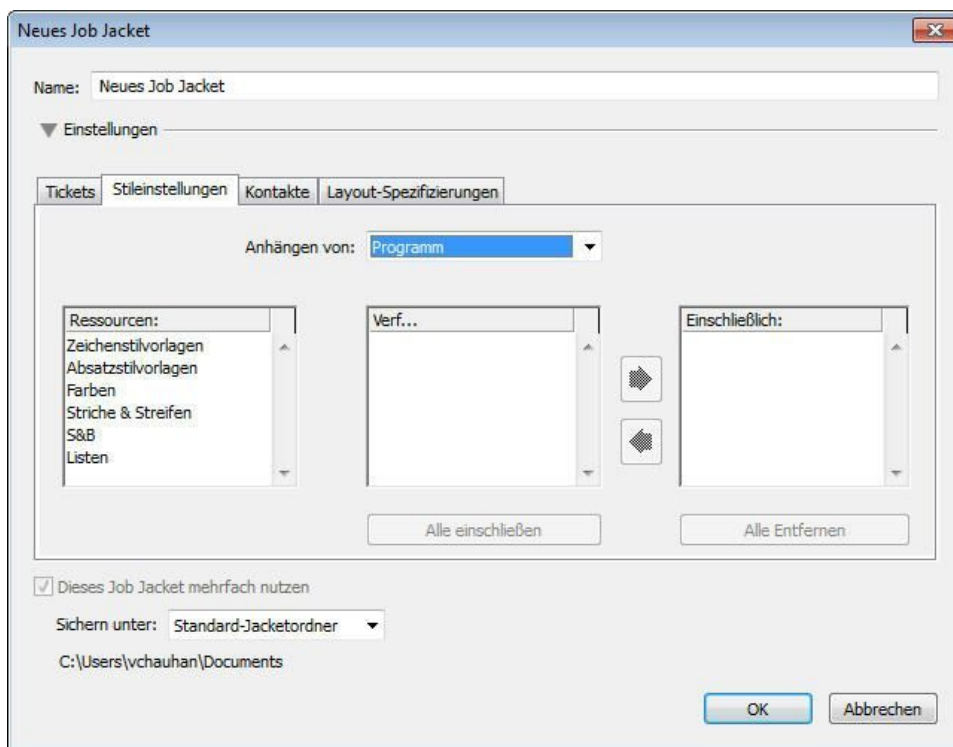 Neues Job Jacket
Name: Neues Job Jacket
Einstellungen
Tickets Stileinstellungen Kontakte Layout-Spezifizierungen
Anhängen von: Programm
Ressourcen: Verf... Einschließlich:
Zeichenstilvorlagen
Absatzstilvorlagen
Farben
Striche & Streifen
S&B
Listen
Alle einschließen Alle Entfernen
Dieses Job Jacket mehrfach nutzen
Sichern unter: Standard-Jacketordner
C:\Users\vchauhan\Documents
OK Abbrechen